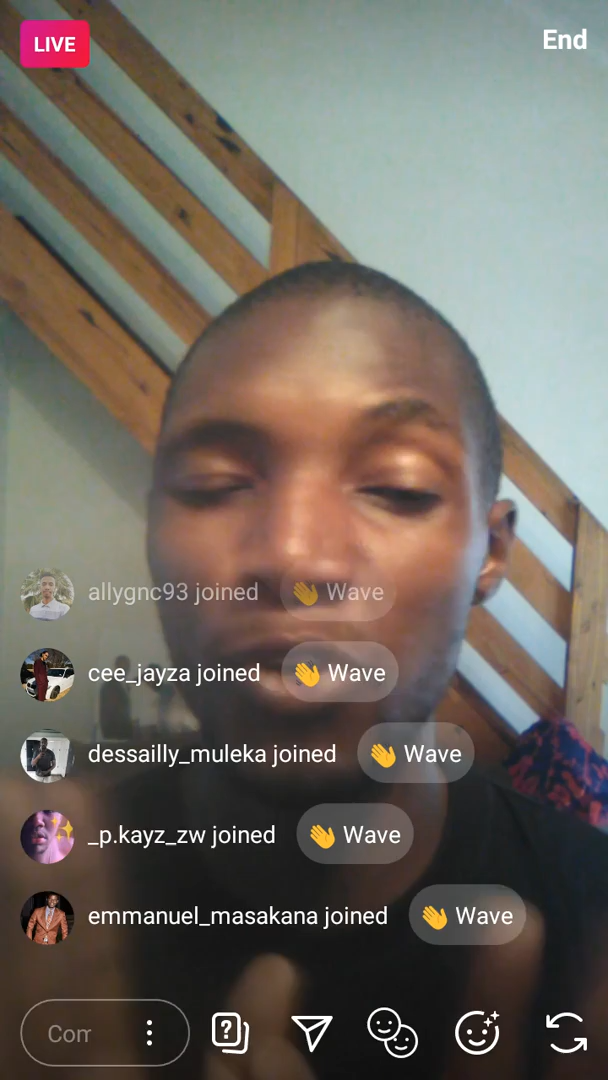 LIVE
End
allygnc93 joined 👋 Wave
cee_jayza joined 👋 Wave
dessailly_muleka joined 👋 Wave
_p.kayz_zw joined 👋 Wave
emmanuel_masakana joined 👋 Wave
Com
?